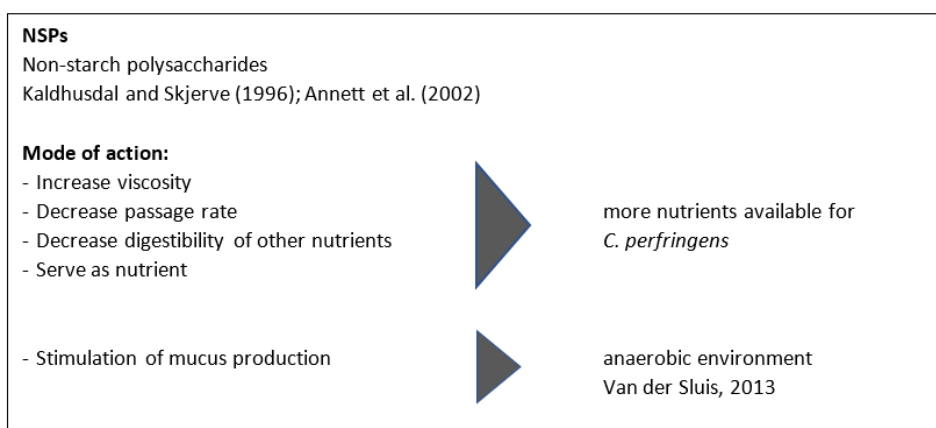 NSPs
Non-starch polysaccharides
Kaldhusdal and Skjerve (1996); Annett et al. (2002)
Mode of action:
- Increase viscosity
- Decrease passage rate
- Decrease digestibility of other nutrients
- Serve as nutrient
more nutrients available for
C. perfringens
- Stimulation of mucus production
anaerobic environment
Van der Sluis, 2013